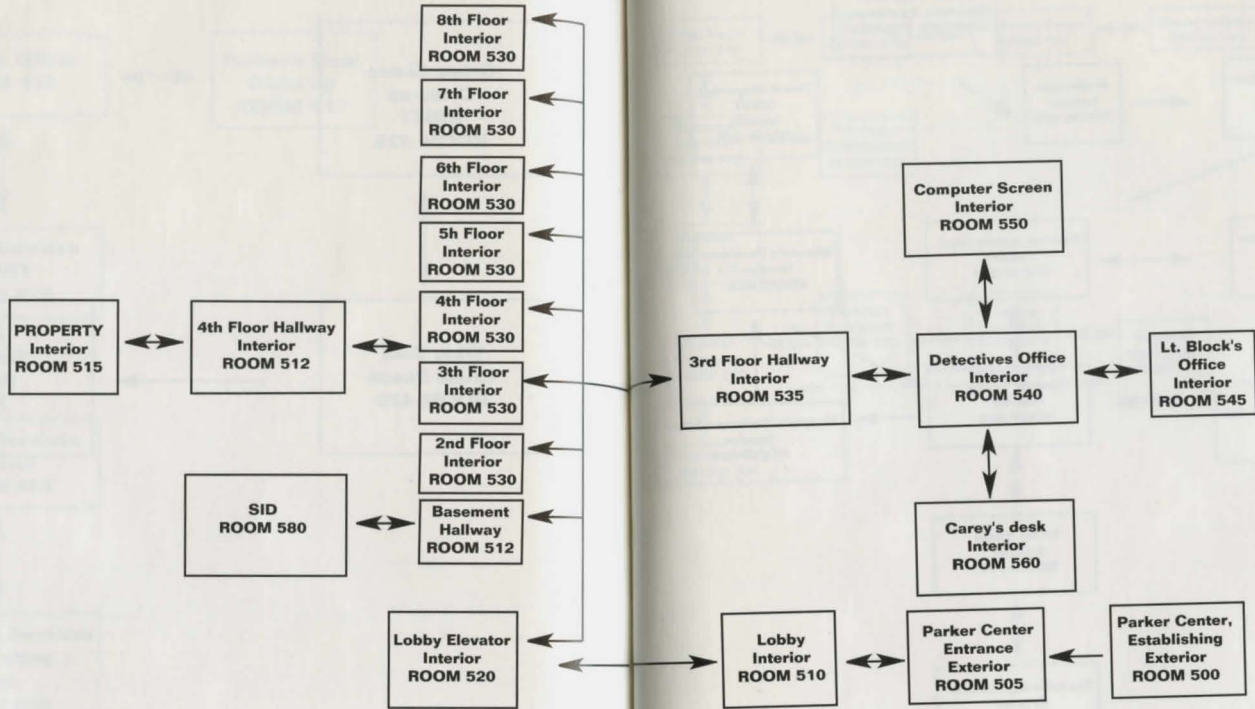 8th Floor
Interior
ROOM 530
7th Floor
Interior
ROOM 530
6th Floor
Interior
ROOM 530
5h Floor
Interior
ROOM 530
4th Floor
Interior
ROOM 530
3th Floor
Interior
ROOM 530
2nd Floor
Interior
ROOM 530
Basement
Hallway
ROOM 512
PROPERTY
Interior
ROOM 515
4th Floor Hallway
Interior
ROOM 512
SID
ROOM 580
Lobby Elevator
Interior
ROOM 520
Computer Screen
Interior
ROOM 550
3rd Floor Hallway
Interior
ROOM 535
Detectives Office
Interior
ROOM 540
Lt. Block's
Office
Interior
ROOM 545
Carey's desk
Interior
ROOM 560
Lobby
Interior
ROOM 510
Parker Center
Entrance
Exterior
ROOM 505
Parker Center,
Establishing
Exterior
ROOM 500